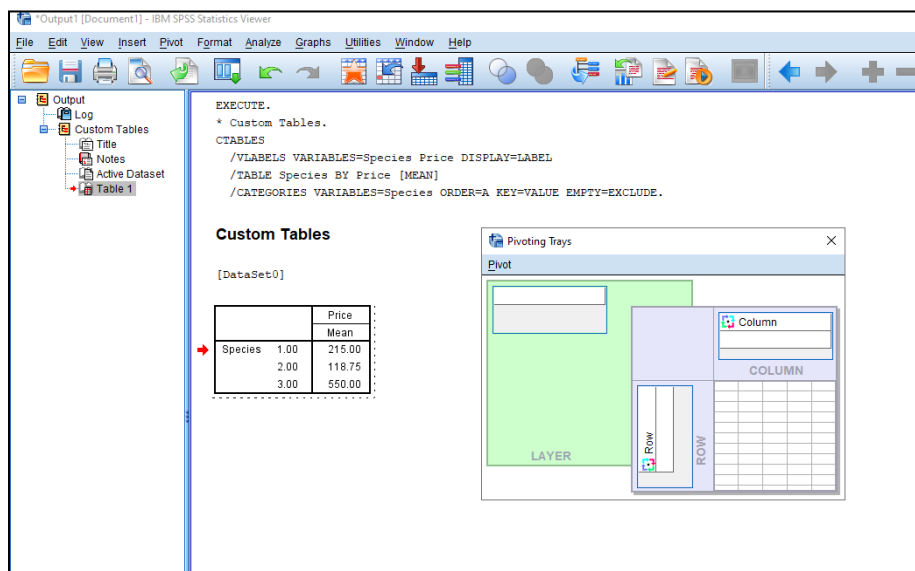 *Output1 [Document1] - IBM SPSS Statistics Viewer
File Edit View Insert Pivot Format Analyze Graphs Utilities Window Help
Output
Log
Custom Tables
Title
Notes
Active Dataset
Table 1
EXECUTE.
* Custom Tables.
CTABLES
/VLABELS VARIABLES=Species Price DISPLAY=LABEL
/TABLE Species BY Price [MEAN]
/CATEGORIES VARIABLES=Species ORDER=A KEY=VALUE EMPTY=EXCLUDE.
Custom Tables
[DataSet0]
Price
Mean
Species 1.00 215.00
2.00 118.75
3.00 550.00
Pivoting Trays
Pivot
Column
COLUMN
Row
ROW
LAYER